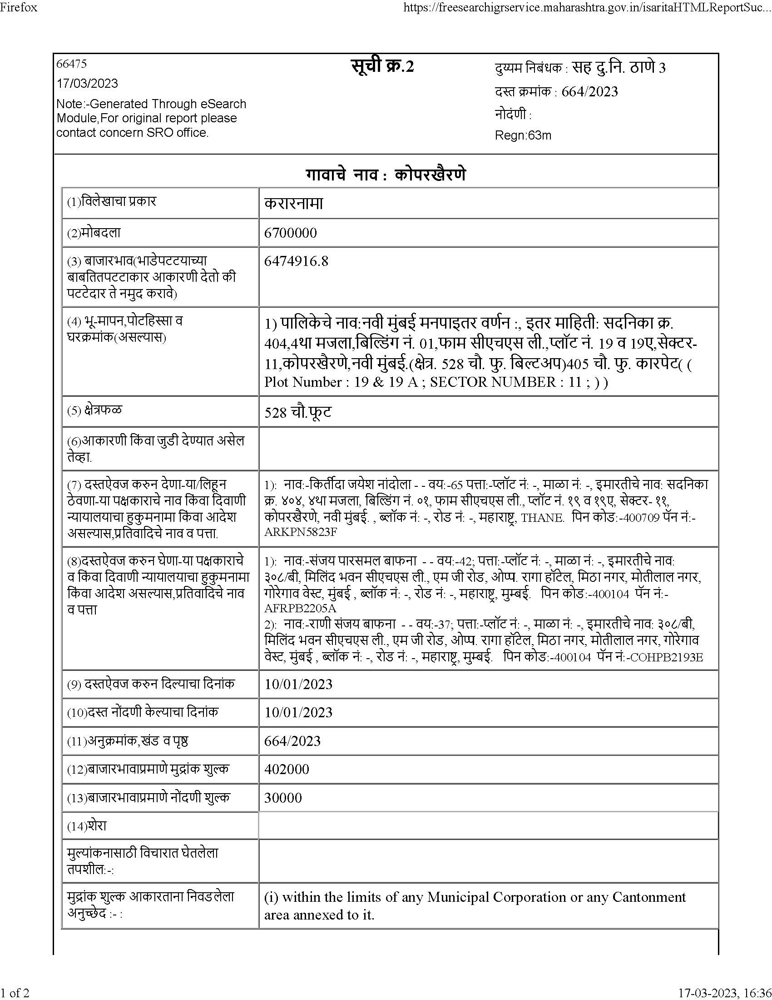 Firefox
https://freesearchigrservice.maharashtra.gov.in/isaritaHTMLReportSuc...
66475
17/03/2023
Note:-Generated Through eSearch
Module,For original report please
contact concern SRO office.
सूची क्र.2
दुय्यम निबंधक : सह दु.नि. ठाणे 3
दस्त क्रमांक : 664/2023
नोदंणी :
Regn:63m
गावाचे नाव : कोपरखैरणे
(1)विलेखाचा प्रकार
करारनामा
(2)मोबदला
6700000
(3) बाजारभाव(भाडेपटटयाच्या
बाबतितपटटाकार आकारणी देतो की
पटटेदार ते नमुद करावे)
6474916.8
(4) भू-मापन,पोटहिस्सा व
घरक्रमांक(असल्यास)
1) पालिकेचे नाव:नवी मुंबई मनपाइतर वर्णन :, इतर माहिती: सदनिका क्र.
404,4था मजला,बिल्डिंग नं. 01,फाम सीएचएस ली.,प्लॉट नं. 19 व 19ए,सेक्टर-
11,कोपरखैरणे,नवी मुंबई.(क्षेत्र. 528 चौ. फु. बिल्टअप)405 चौ. फु. कारपेट( (
Plot Number : 19 & 19 A ; SECTOR NUMBER : 11 ; ) )
(5) क्षेत्रफळ
528 चौ.फूट
(6)आकारणी किंवा जुडी देण्यात असेल
तेव्हा.
(7) दस्तऐवज करुन देणा-या/लिहून
ठेवणा-या पक्षकाराचे नाव किंवा दिवाणी
न्यायालयाचा हुकुमनामा किंवा आदेश
असल्यास,प्रतिवादिचे नाव व पत्ता.
1): नाव:-किर्तीदा जयेश नांदोला - - वय:-65 पत्ता:-प्लॉट नं: -, माळा नं: -, इमारतीचे नाव: सदनिका
क्र. ४०४, ४था मजला, बिल्डिंग नं. ०१, फाम सीएचएस ली., प्लॉट नं. १९ व १९ए, सेक्टर- ११,
कोपरखैरणे, नवी मुंबई. , ब्लॉक नं: -, रोड नं: -, महाराष्ट्र, THANE. पिन कोड:-400709 पॅन नं:-
ARKPN5823F
(8)दस्तऐवज करुन घेणा-या पक्षकाराचे
व किंवा दिवाणी न्यायालयाचा हुकुमनामा
किंवा आदेश असल्यास,प्रतिवादिचे नाव
व पत्ता
1): नाव:-संजय पारसमल बाफना - - वय:-42; पत्ता:-प्लॉट नं: -, माळा नं: -, इमारतीचे नाव:
३०८/बी, मिलिंद भवन सीएचएस ली., एम जी रोड, ओप्प. रागा हॉटेल, मिठा नगर, मोतीलाल नगर,
गोरेगाव वेस्ट, मुंबई , ब्लॉक नं: -, रोड नं: -, महाराष्ट्र, मुम्बई. पिन कोड:-400104 पॅन नं:-
AFRPB2205A
2): नाव:-राणी संजय बाफना - - वय:-37; पत्ता:-प्लॉट नं: -, माळा नं: -, इमारतीचे नाव: ३०८/बी,
मिलिंद भवन सीएचएस ली., एम जी रोड, ओप्प. रागा हॉटेल, मिठा नगर, मोतीलाल नगर, गोरेगाव
वेस्ट, मुंबई , ब्लॉक नं: -, रोड नं: -, महाराष्ट्र, मुम्बई. पिन कोड:-400104 पॅन नं:-COHPB2193E
(9) दस्तऐवज करुन दिल्याचा दिनांक
10/01/2023
(10)दस्त नोंदणी केल्याचा दिनांक
10/01/2023
(11)अनुक्रमांक,खंड व पृष्ठ
664/2023
(12)बाजारभावाप्रमाणे मुद्रांक शुल्क
402000
(13)बाजारभावाप्रमाणे नोंदणी शुल्क
30000
(14)शेरा
मुल्यांकनासाठी विचारात घेतलेला
तपशील:-:
मुद्रांक शुल्क आकारताना निवडलेला
अनुच्छेद :- :
(i) within the limits of any Municipal Corporation or any Cantonment
area annexed to it.
1 of 2
17-03-2023, 16:36